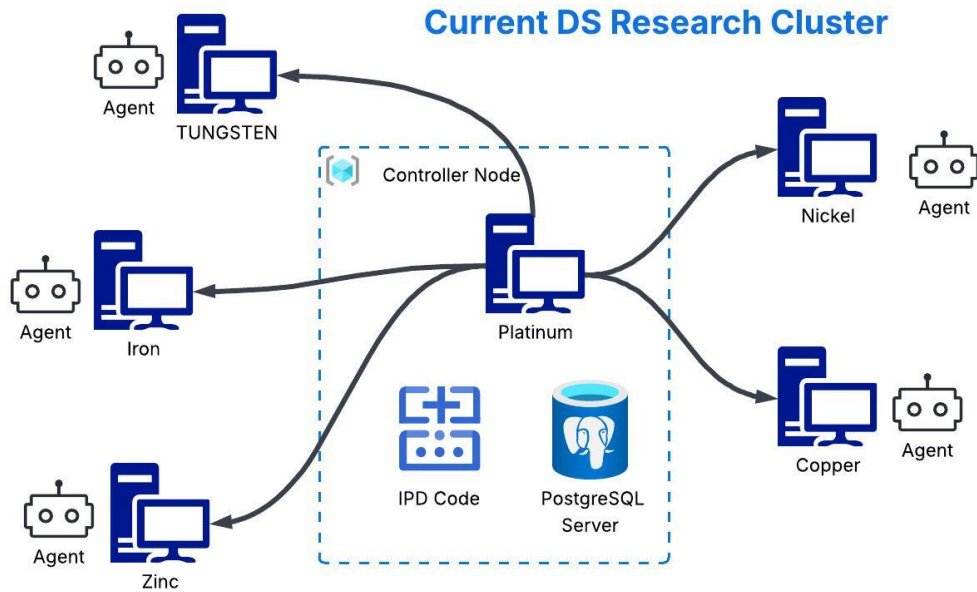 Current DS Research Cluster
Agent
TUNGSTEN
Controller Node
Nickel
Agent
Platinum
Agent
Iron
Copper
Agent
IPD Code
PostgreSQL
Server
Agent
Zinc